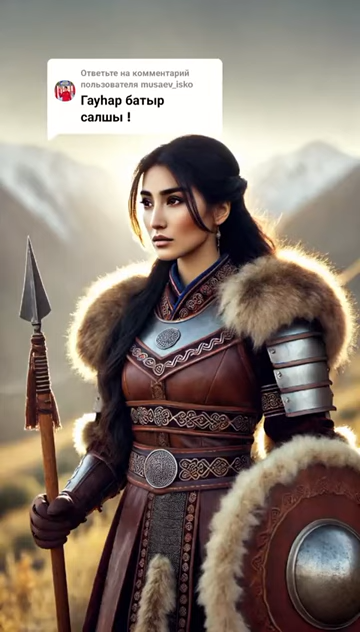 Ответьте на комментарий
пользователя musaev_isko
Гауһар батыр
салшы !